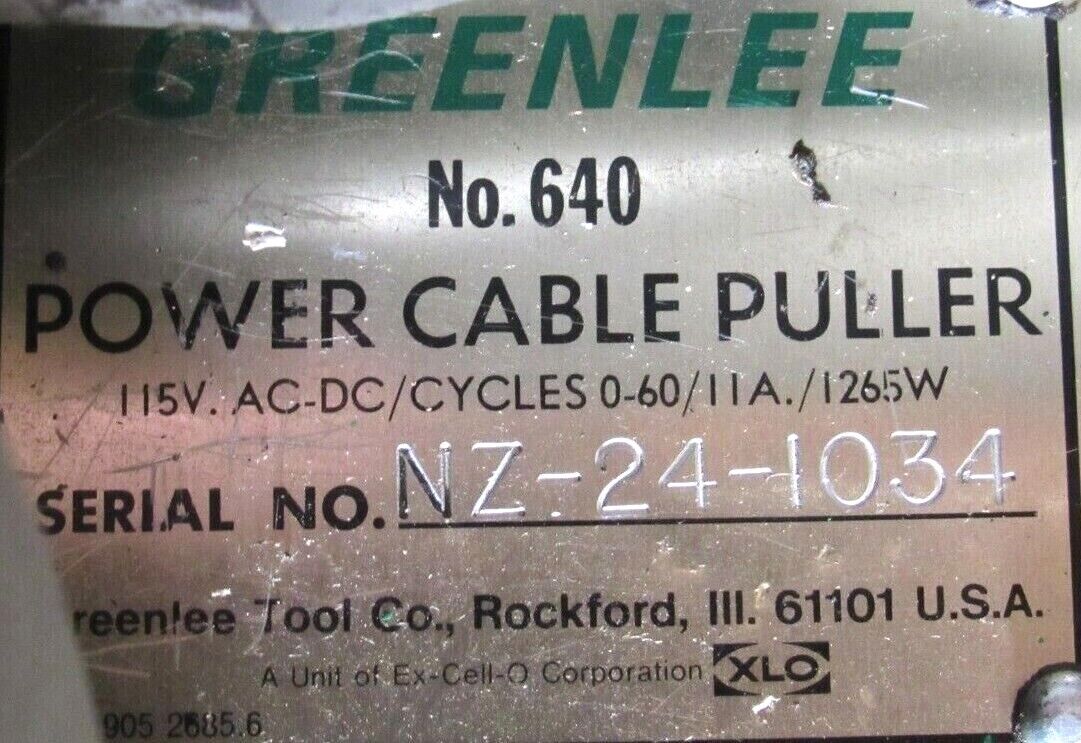 GREENLEE
No. 640
POWER CABLE PULLER
115V. AC-DC/CYCLES 0-60/11A./1265W
SERIAL NO. NZ-24-1034
reenlee Tool Co., Rockford, Ill. 61101 U.S.A.
A Unit of Ex-Cell-O Corporation XLO
905 2685.6